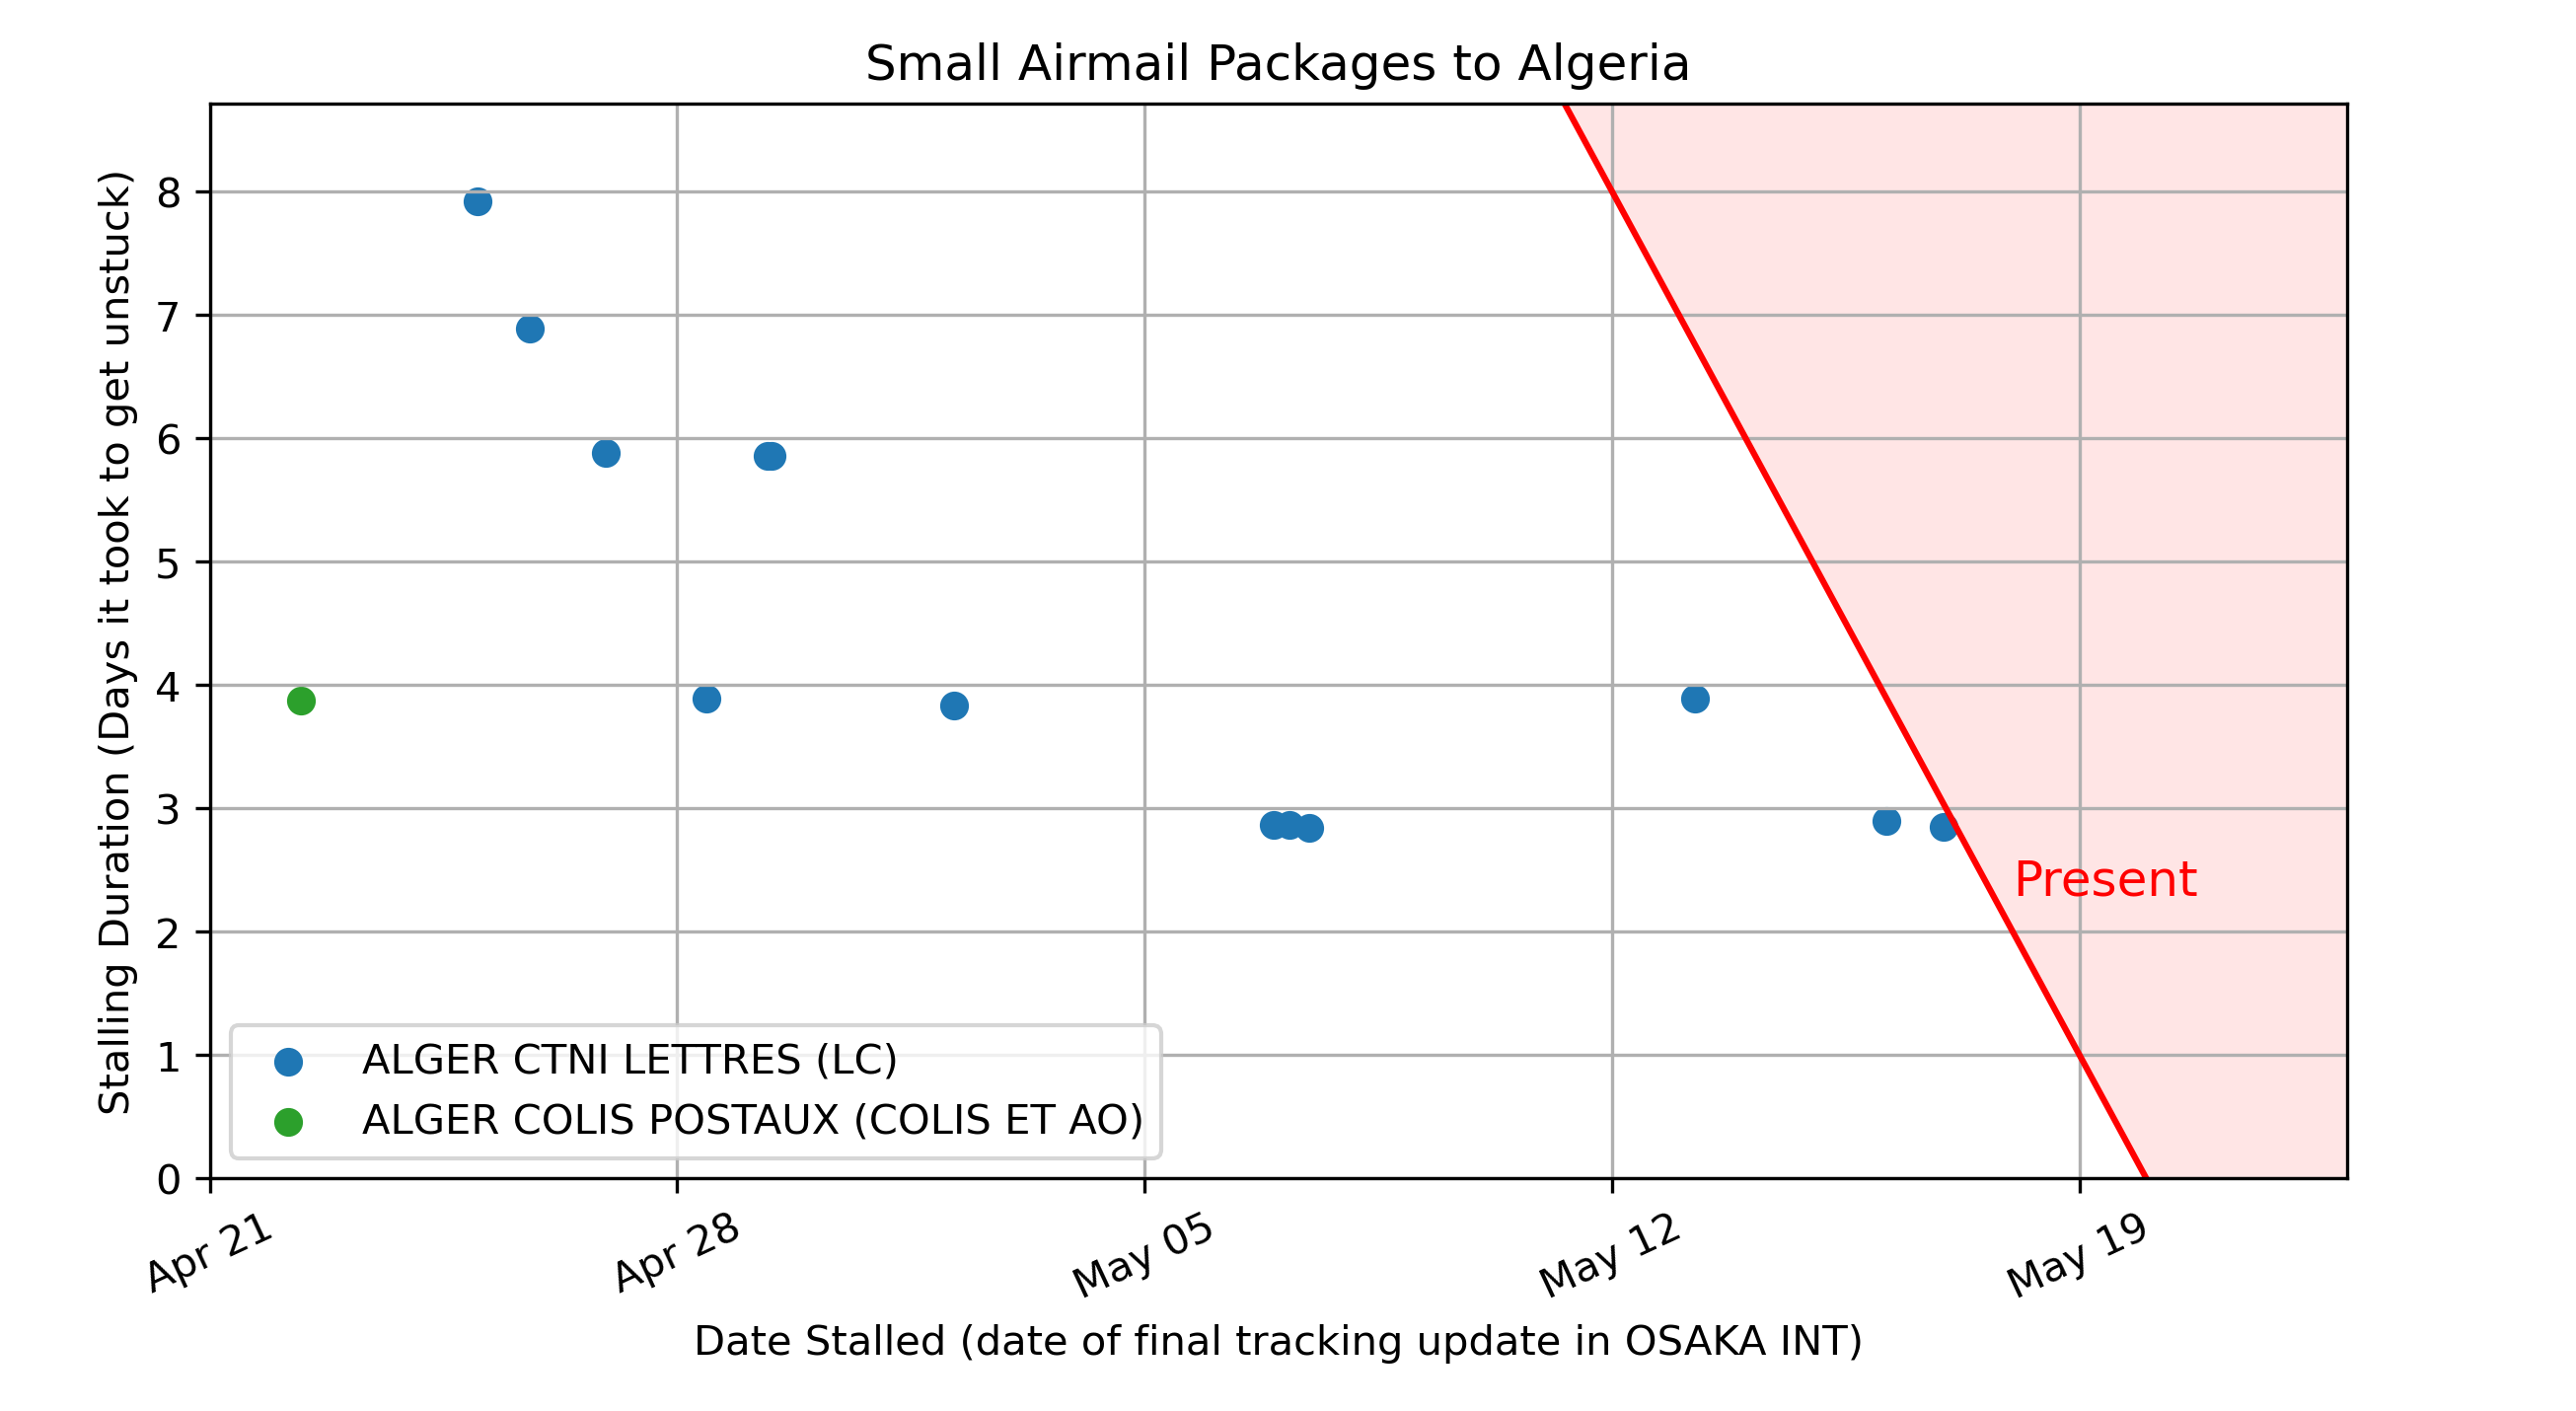 Small Airmail Packages to Algeria
Stalling Duration (Days it took to get unstuck)
8
7
6
5
4
3
2
1
0
Present
ALGER CTNI LETTRES (LC)
ALGER COLIS POSTAUX (COLIS ET AO)
Apr 21
Apr 28
May 05
May 12
May 19
Date Stalled (date of final tracking update in OSAKA INT)